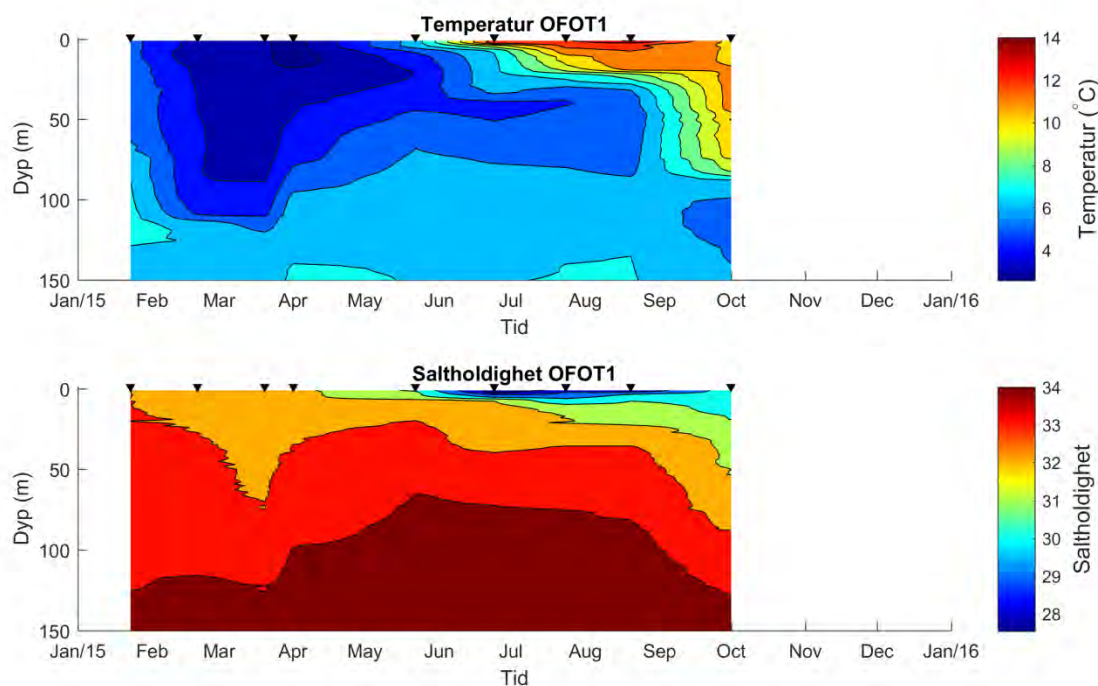 Temperatur OFOT1
0
50
100
150
Dyp (m)
Jan/15 Feb Mar Apr May Jun Jul Aug Sep Oct Nov Dec Jan/16
Tid
14
12
10
8
6
4
Temperatur (°C)
Saltholdighet OFOT1
0
50
100
150
Dyp (m)
Jan/15 Feb Mar Apr May Jun Jul Aug Sep Oct Nov Dec Jan/16
Tid
34
33
32
31
30
29
28
Saltholdighet